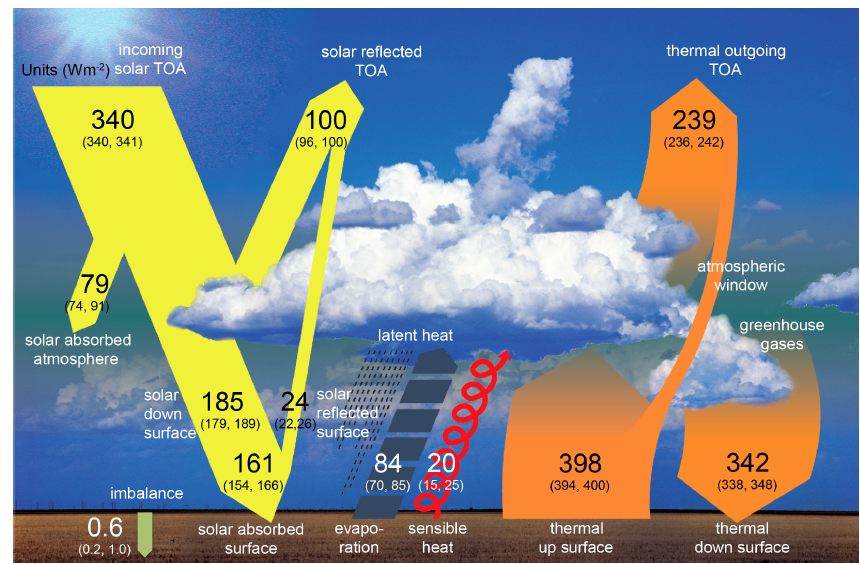 incoming
solar TOA
Units (Wm-2)
solar reflected
TOA
thermal outgoing
TOA
340
(340, 341)
100
(96, 100)
239
(236, 242)
79
(74, 91)
solar absorbed
atmosphere
atmospheric
window
greenhouse
gases
latent heat
solar
down
surface
185
(179, 189)
24
(22,26)
solar
reflected
surface
161
(154, 166)
84
(70, 85)
20
(15, 25)
398
(394, 400)
342
(338, 348)
imbalance
0.6
(0.2, 1.0)
solar absorbed
surface
evapo-
ration
sensible
heat
thermal
up surface
thermal
down surface